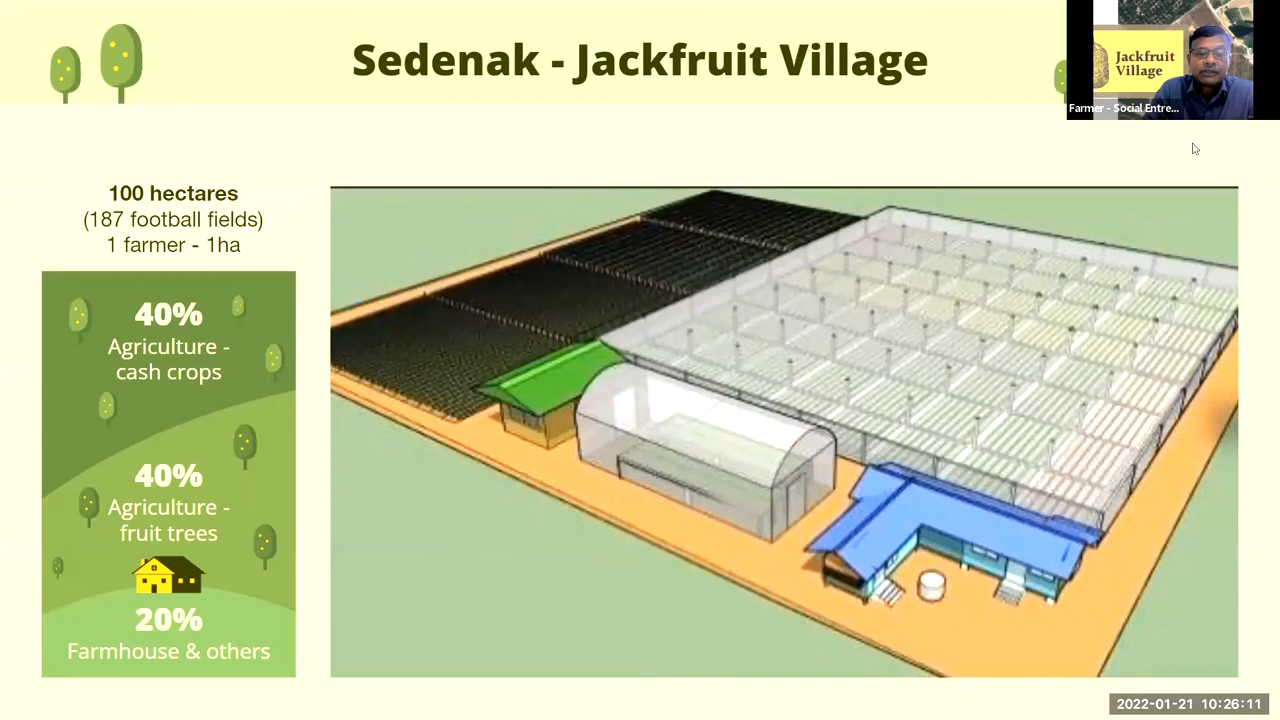 Sedenak - Jackfruit Village
Jackfruit
Village
Farmer - Social Entre...
100 hectares
(187 football fields)
1 farmer - 1ha
40%
Agriculture -
cash crops
40%
Agriculture -
fruit trees
20%
Farmhouse & others
2022-01-21 10:26:11